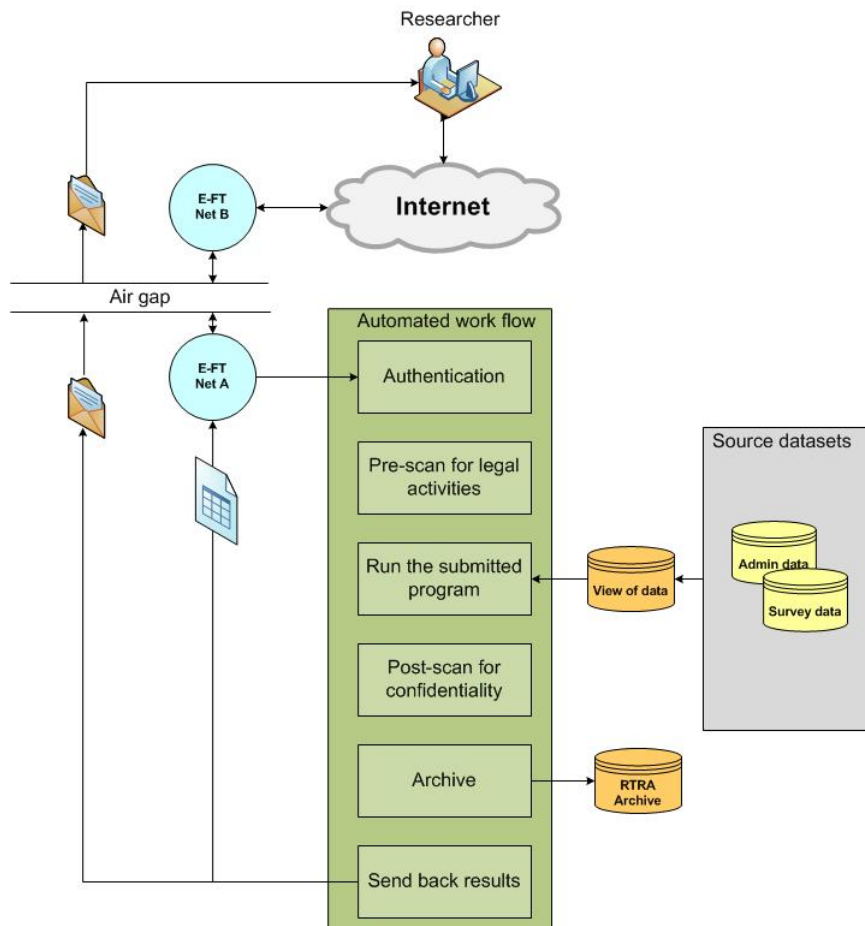 Researcher
E-FT
Net B
Internet
Air gap
E-FT
Net A
Automated work flow
Authentication
Pre-scan for legal
activities
Run the submitted
program
Post-scan for
confidentiality
Archive
Send back results
Source datasets
Admin data
Survey data
View of data
RTRA
Archive